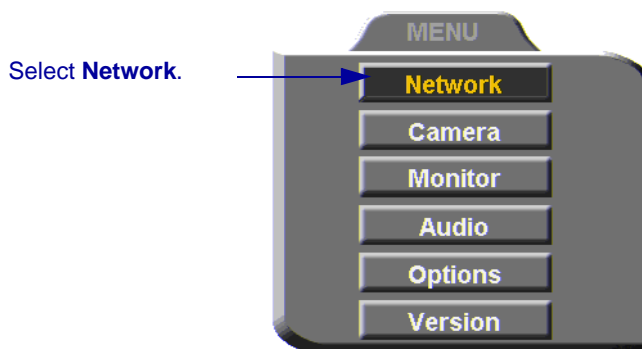 MENU
Select Network.
Network
Camera
Monitor
Audio
Options
Version